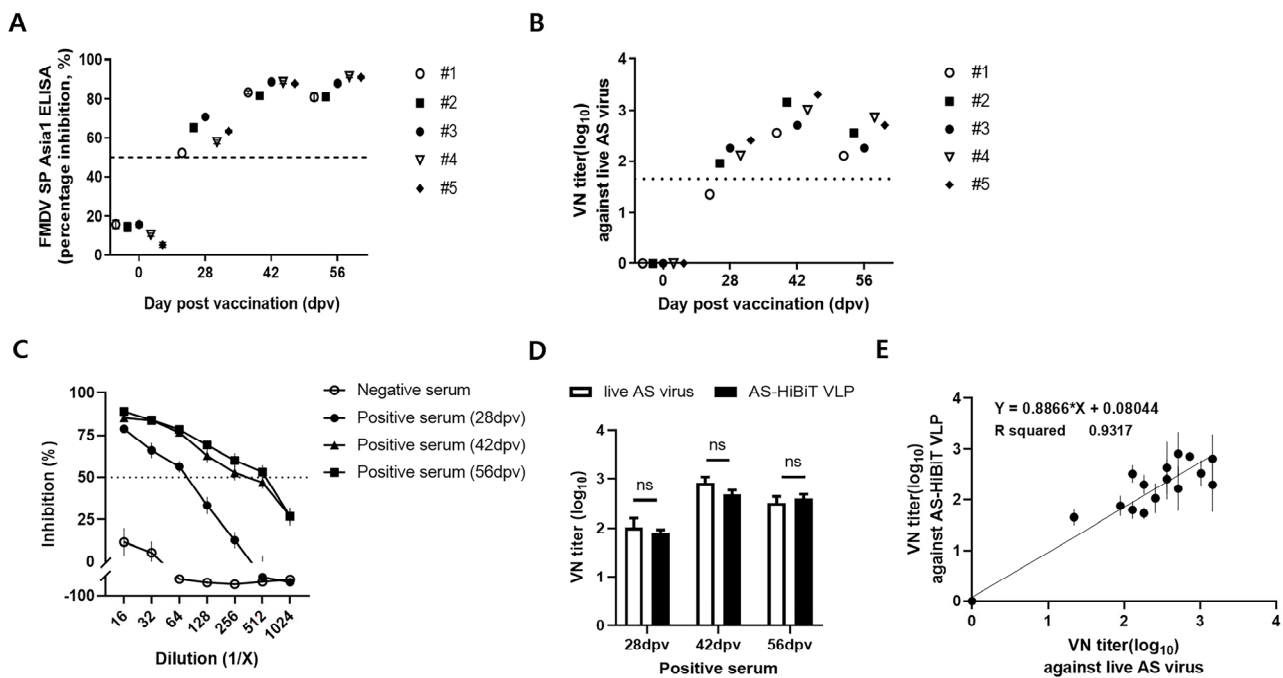 A
FMDV SP Asia1 ELISA
(percentage inhibition, %)
100
80
60
40
20
0
0 28 42 56
Day post vaccination (dpv)
#1
#2
#3
#4
#5
B
VN titer(log10)
against live AS virus
4
3
2
1
0
0 28 42 56
Day post vaccination (dpv)
#1
#2
#3
#4
#5
C
Inhibition (%)
100
75
50
25
0
-100
16 32 64 128 256 512 1024
Dilution (1/X)
Negative serum
Positive serum (28dpv)
Positive serum (42dpv)
Positive serum (56dpv)
D
live AS virus AS-HiBiT VLP
VN titer (log10)
4
3
2
1
0
ns ns ns
28dpv 42dpv 56dpv
Positive serum
E
VN titer(log10)
against AS-HiBiT VLP
4
3
2
1
0
Y = 0.8866*X + 0.08044
R squared 0.9317
0 1 2 3 4
VN titer(log10)
against live AS virus